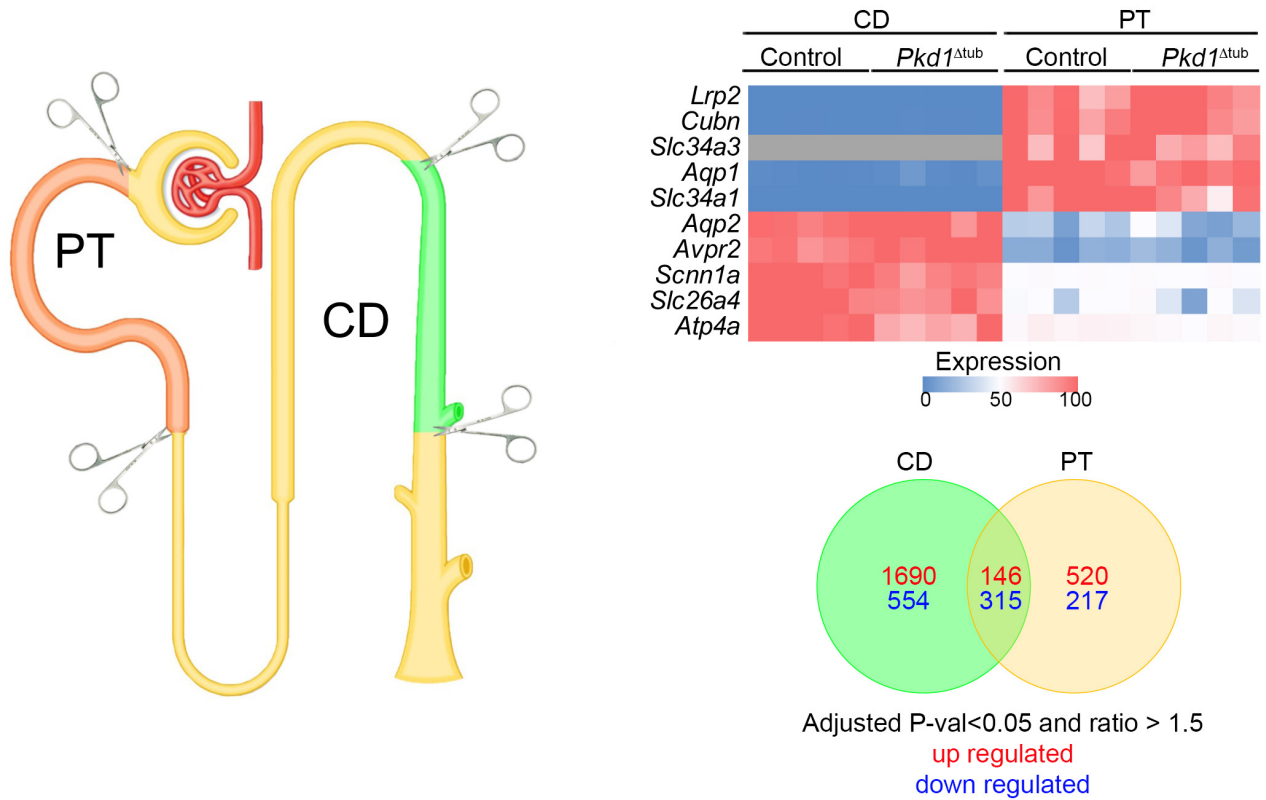 PT
CD
CD PT
Control Pkd1Δtub Control Pkd1Δtub
Lrp2
Cubn
Slc34a3
Aqp1
Slc34a1
Aqp2
Avpr2
Scnn1a
Slc26a4
Atp4a
Expression
0 50 100
CD PT
1690 146 520
554 315 217
Adjusted P-val<0.05 and ratio > 1.5
up regulated
down regulated